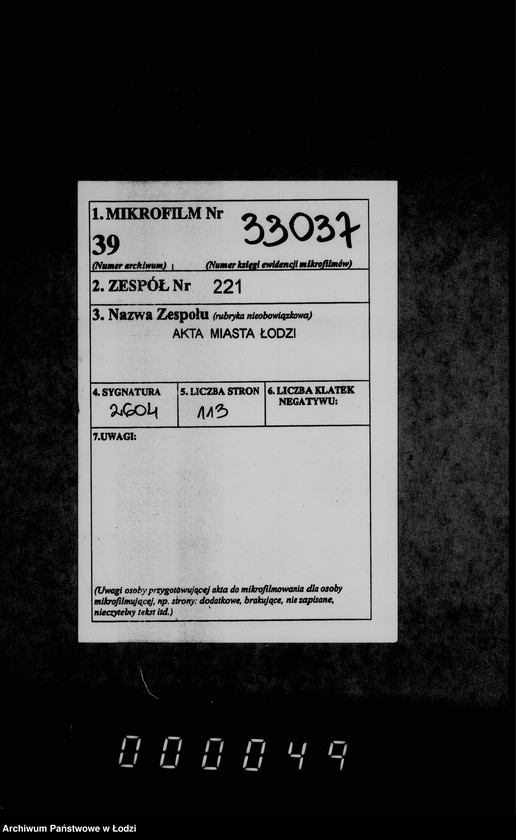 1. MIKROFILM Nr 33037
39
(Numer archiwum) (Numer księgi ewidencji mikrofilmów)
2. ZESPÓŁ Nr 221
3. Nazwa Zespołu (rubryka nieobowiązkowa)
AKTA MIASTA ŁODZI
4. SYGNATURA 5. LICZBA STRON 6. LICZBA KLATEK
NEGATYWU:
2604 113
7.UWAGI:
(Uwagi osoby przygotowującej akta do mikrofilmowania dla osoby
mikrofilmującej, np. strony: dodatkowe, brakujące, nie zapisane,
nieczytelny tekst itd.)
000049
Archiwum Państwowe w Łodzi